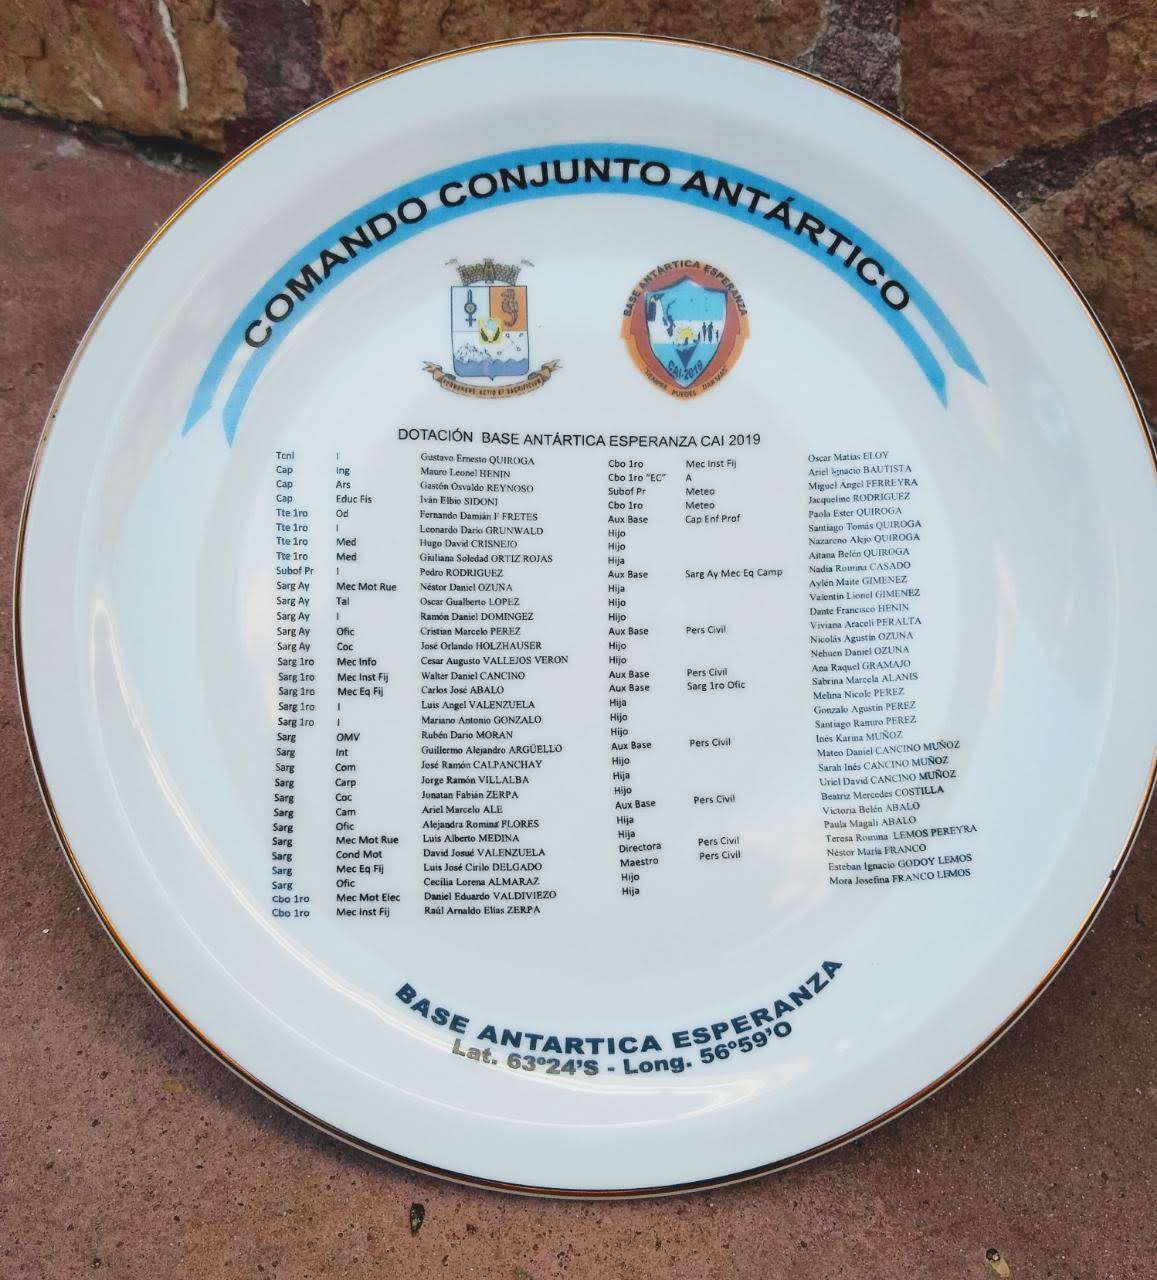 COMANDO CONJUNTO ANTÁRTICO
PERMANENS ACTIO ET SACRIFICIUM
BASE ANTÁRTICA ESPERANZA
CAI-2019
SIEMPRE PUEDES DAR MAS
DOTACIÓN BASE ANTÁRTICA ESPERANZA CAI 2019
Tcnl I Gustavo Ernesto QUIROGA
Cap Ing Mauro Leonel HENIN
Cap Ars Gastón Osvaldo REYNOSO
Cap Educ Fis Iván Elbio SIDONI
Tte 1ro Od Fernando Damián F FRETES
Tte 1ro I Leonardo Darío GRUNWALD
Tte 1ro Med Hugo David CRISNEJO
Tte 1ro Med Giuliana Soledad ORTIZ ROJAS
Subof Pr I Pedro RODRIGUEZ
Sarg Ay Mec Mot Rue Néstor Daniel OZUNA
Sarg Ay Tal Oscar Gualberto LOPEZ
Sarg Ay I Ramón Daniel DOMINGEZ
Sarg Ay Ofic Cristian Marcelo PEREZ
Sarg Ay Coc José Orlando HOLZHAUSER
Sarg 1ro Mec Info Cesar Augusto VALLEJOS VERON
Sarg 1ro Mec Inst Fij Walter Daniel CANCINO
Sarg 1ro Mec Eq Fij Carlos José ABALO
Sarg 1ro I Luis Angel VALENZUELA
Sarg 1ro I Mariano Antonio GONZALO
Sarg OMV Rubén Dario MORAN
Sarg Int Guillermo Alejandro ARGÜELLO
Sarg Com José Ramón CALPANCHAY
Sarg Carp Jorge Ramón VILLALBA
Sarg Coc Jonatan Fabián ZERPA
Sarg Cam Ariel Marcelo ALE
Sarg Ofic Alejandra Romina FLORES
Sarg Mec Mot Rue Luis Alberto MEDINA
Sarg Cond Mot David Josué VALENZUELA
Sarg Mec Eq Fij Luis José Cirilo DELGADO
Sarg Ofic Cecilia Lorena ALMARAZ
Cbo 1ro Mec Mot Elec Daniel Eduardo VALDIVIEZO
Cbo 1ro Mec Inst Fij Raúl Arnaldo Elías ZERPA
Cbo 1ro Mec Inst Fij Oscar Matias ELOY
Cbo 1ro "EC" A Ariel Ignacio BAUTISTA
Subof Pr Meteo Miguel Angel FERREYRA
Cbo 1ro Meteo Jacqueline RODRIGUEZ
Aux Base Cap Enf Prof Paola Ester QUIROGA
Hijo Santiago Tomás QUIROGA
Hijo Nazareno Alejo QUIROGA
Hija Aitana Belén QUIROGA
Aux Base Sarg Ay Mec Eq Camp Nadia Romina CASADO
Hija Aylén Maite GIMENEZ
Hijo Valentin Lionel GIMENEZ
Hijo Dante Francisco HENIN
Aux Base Pers Civil Viviana Araceli PERALTA
Hijo Nicolás Agustin OZUNA
Hijo Nehuen Daniel OZUNA
Aux Base Pers Civil Ana Raquel GRAMAJO
Aux Base Sarg 1ro Ofic Sabrina Marcela ALANIS
Hija Melina Nicole PEREZ
Hijo Gonzalo Agustin PEREZ
Hijo Santiago Ramiro PEREZ
Aux Base Pers Civil Inés Karina MUÑOZ
Hijo Mateo Daniel CANCINO MUÑOZ
Hija Sarah Inés CANCINO MUÑOZ
Hijo Uriel David CANCINO MUÑOZ
Aux Base Pers Civil Beatriz Mercedes COSTILLA
Hija Victoria Belén ABALO
Hija Paula Magali ABALO
Directora Pers Civil Teresa Romina LEMOS PEREYRA
Maestro Pers Civil Néstor María FRANCO
Hijo Esteban Ignacio GODOY LEMOS
Hija Mora Josefina FRANCO LEMOS
BASE ANTARTICA ESPERANZA
Lat. 63º24'S - Long. 56º59'O